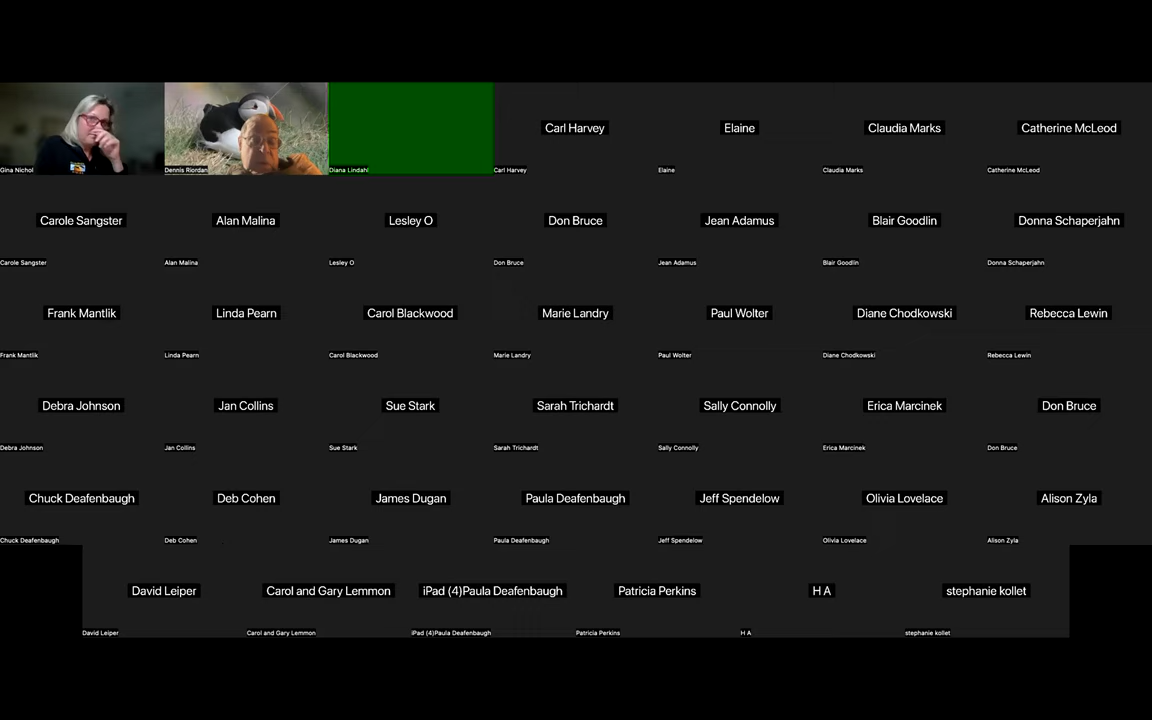 Gina Nichol
Dennis Riordan
Diana Lindahl
Carl Harvey
Carl Harvey
Elaine
Elaine
Claudia Marks
Claudia Marks
Catherine McLeod
Catherine McLeod
Carole Sangster
Carole Sangster
Alan Malina
Alan Malina
Lesley O
Lesley O
Don Bruce
Don Bruce
Jean Adamus
Jean Adamus
Blair Goodlin
Blair Goodlin
Donna Schaperjahn
Donna Schaperjahn
Frank Mantlik
Frank Mantlik
Linda Pearn
Linda Pearn
Carol Blackwood
Carol Blackwood
Marie Landry
Marie Landry
Paul Wolter
Paul Wolter
Diane Chodkowski
Diane Chodkowski
Rebecca Lewin
Rebecca Lewin
Debra Johnson
Debra Johnson
Jan Collins
Jan Collins
Sue Stark
Sue Stark
Sarah Trichardt
Sarah Trichardt
Sally Connolly
Sally Connolly
Erica Marcinek
Erica Marcinek
Don Bruce
Don Bruce
Chuck Deafenbaugh
Chuck Deafenbaugh
Deb Cohen
Deb Cohen
James Dugan
James Dugan
Paula Deafenbaugh
Paula Deafenbaugh
Jeff Spendelow
Jeff Spendelow
Olivia Lovelace
Olivia Lovelace
Alison Zyla
Alison Zyla
David Leiper
David Leiper
Carol and Gary Lemmon
Carol and Gary Lemmon
iPad (4)Paula Deafenbaugh
iPad (4)Paula Deafenbaugh
Patricia Perkins
Patricia Perkins
H A
H A
stephanie kollet
stephanie kollet